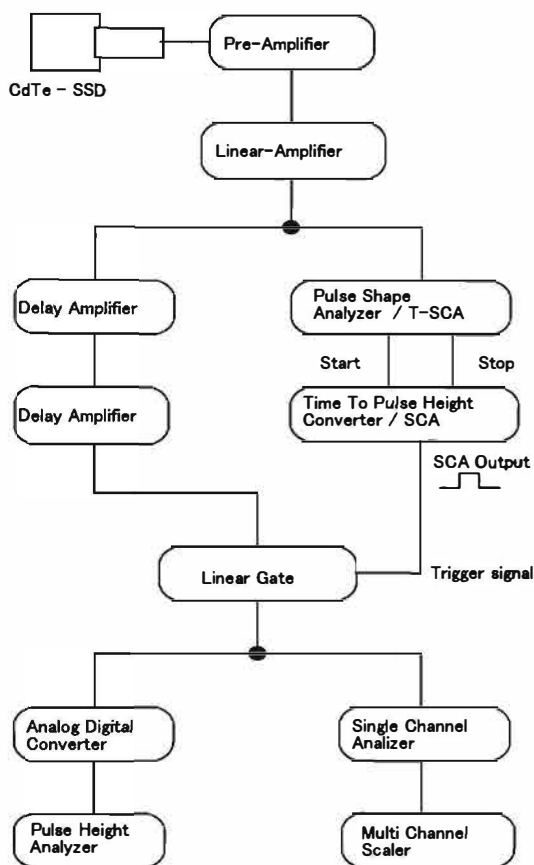 Pre-Amplifier
CdTe - SSD
Linear-Amplifier
Delay Amplifier
Pulse Shape
Analyzer / T-SCA
Start
Stop
Delay Amplifier
Time To Pulse Height
Converter / SCA
SCA Output
Linear Gate
Trigger signal
Analog Digital
Converter
Single Channel
Analizer
Pulse Height
Analyzer
Multi Channel
Scaler